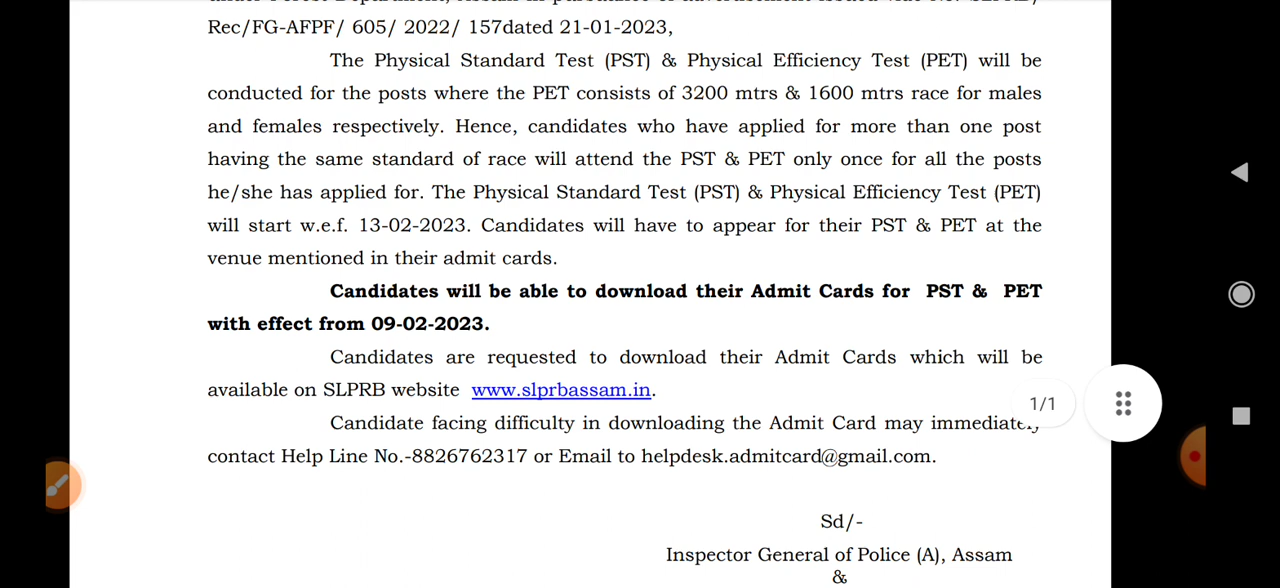 Rec/FG-AFPF/ 605/ 2022/ 157dated 21-01-2023,
The Physical Standard Test (PST) & Physical Efficiency Test (PET) will be
conducted for the posts where the PET consists of 3200 mtrs & 1600 mtrs race for males
and females respectively. Hence, candidates who have applied for more than one post
having the same standard of race will attend the PST & PET only once for all the posts
he/she has applied for. The Physical Standard Test (PST) & Physical Efficiency Test (PET)
will start w.e.f. 13-02-2023. Candidates will have to appear for their PST & PET at the
venue mentioned in their admit cards.
Candidates will be able to download their Admit Cards for PST & PET
with effect from 09-02-2023.
Candidates are requested to download their Admit Cards which will be
available on SLPRB website www.slprbassam.in.
1/1
Candidate facing difficulty in downloading the Admit Card may immediately
contact Help Line No.-8826762317 or Email to helpdesk.admitcard@gmail.com.
Sd/-
Inspector General of Police (A), Assam
&